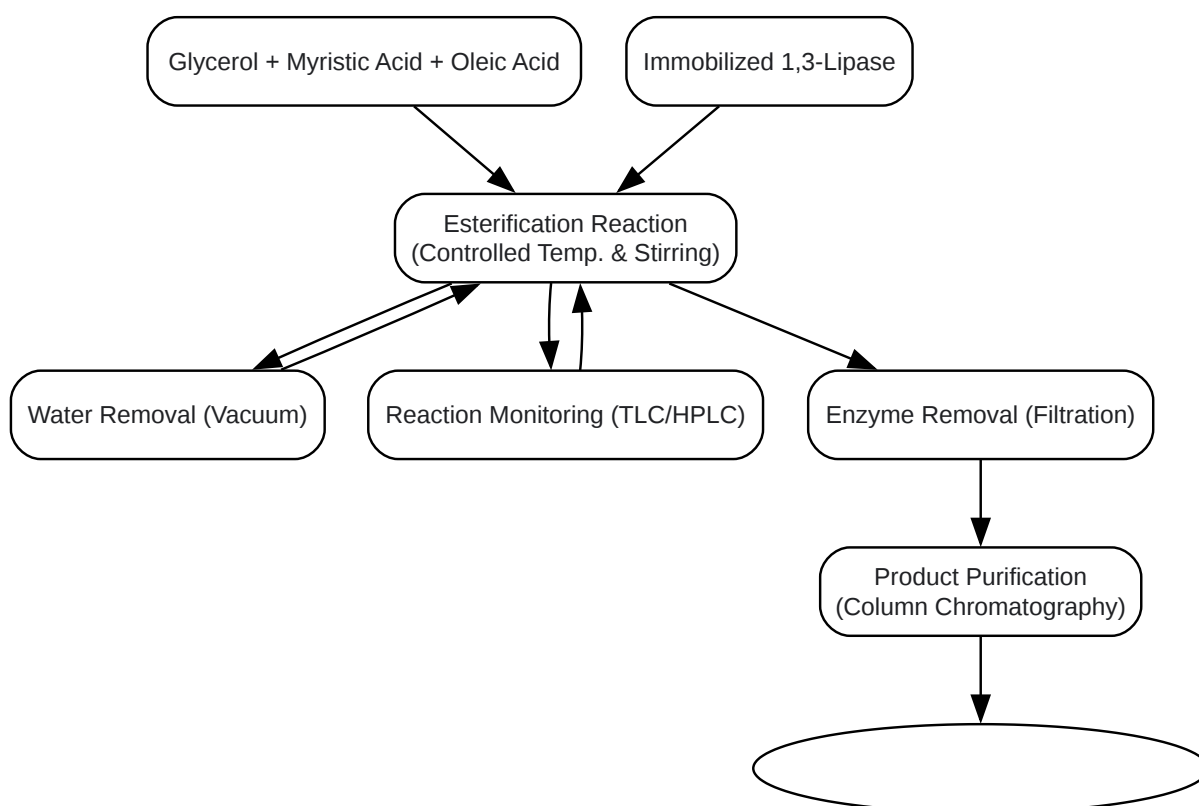 Glycerol + Myristic Acid + Oleic Acid
Immobilized 1,3-Lipase
Esterification Reaction
(Controlled Temp. & Stirring)
Water Removal (Vacuum)
Reaction Monitoring (TLC/HPLC)
Enzyme Removal (Filtration)
Product Purification
(Column Chromatography)